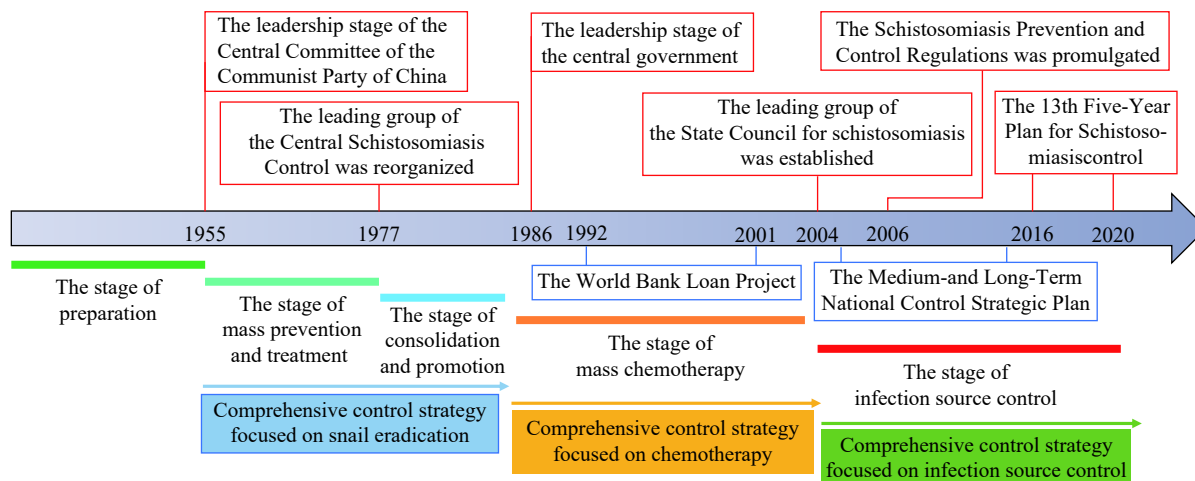 The leadership stage of the
Central Committee of the
Communist Party of China
The leadership stage of
the central government
The Schistosomiasis Prevention and
Control Regulations was promulgated
The leading group of
the Central Schistosomiasis
Control was reorganized
The leading group of
the State Council for schistosomiasis
was established
The 13th Five-Year
Plan for Schistoso-
miasiscontrol
1955
1977
1986
1992
2001
2004
2006
2016
2020
The stage of
preparation
The stage of
mass prevention
and treatment
The stage of
consolidation
and promotion
The World Bank Loan Project
The Medium-and Long-Term
National Control Strategic Plan
The stage of
mass chemotherapy
The stage of
infection source control
Comprehensive control strategy
focused on snail eradication
Comprehensive control strategy
focused on chemotherapy
Comprehensive control strategy
focused on infection source control